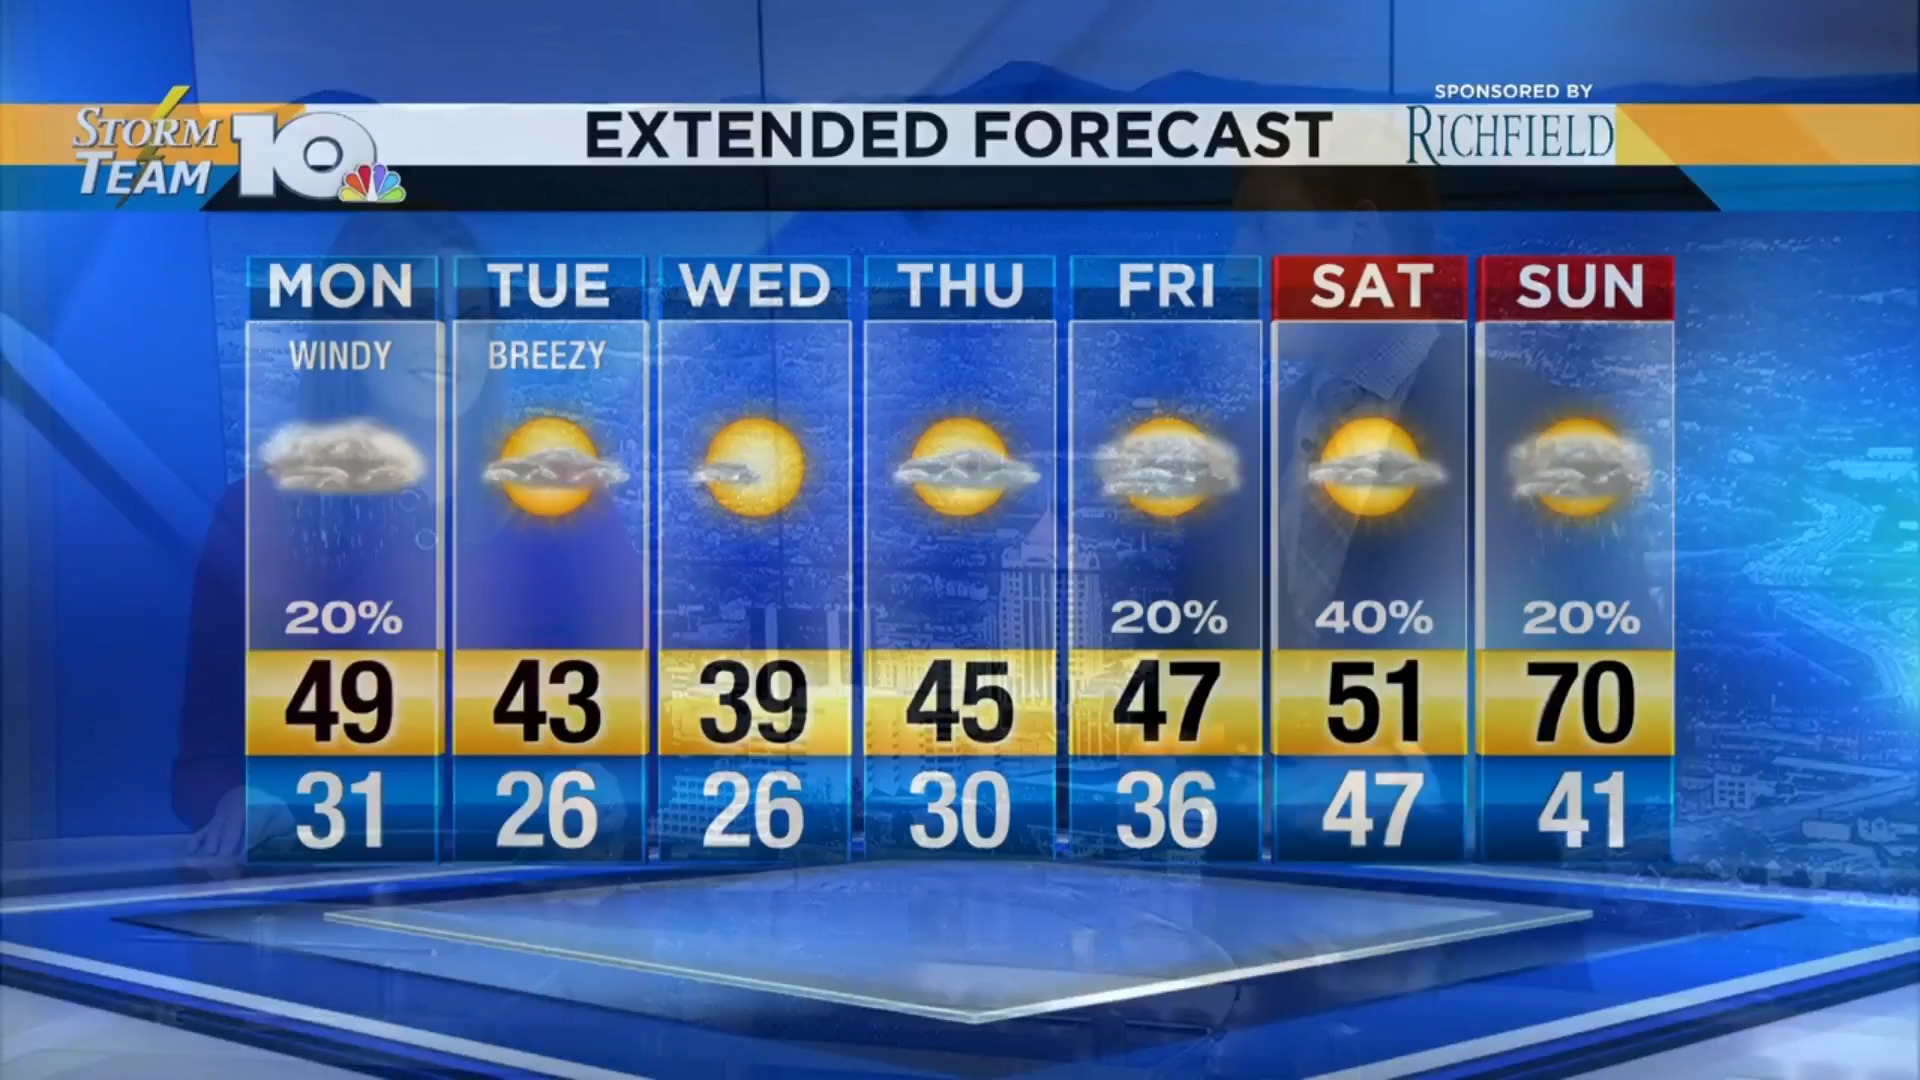 SPONSORED BY
STORM TEAM 10
EXTENDED FORECAST
RICHFIELD
MON TUE WED THU FRI SAT SUN
WINDY BREEZY
20% 20% 40% 20%
49 43 39 45 47 51 70
31 26 26 30 36 47 41